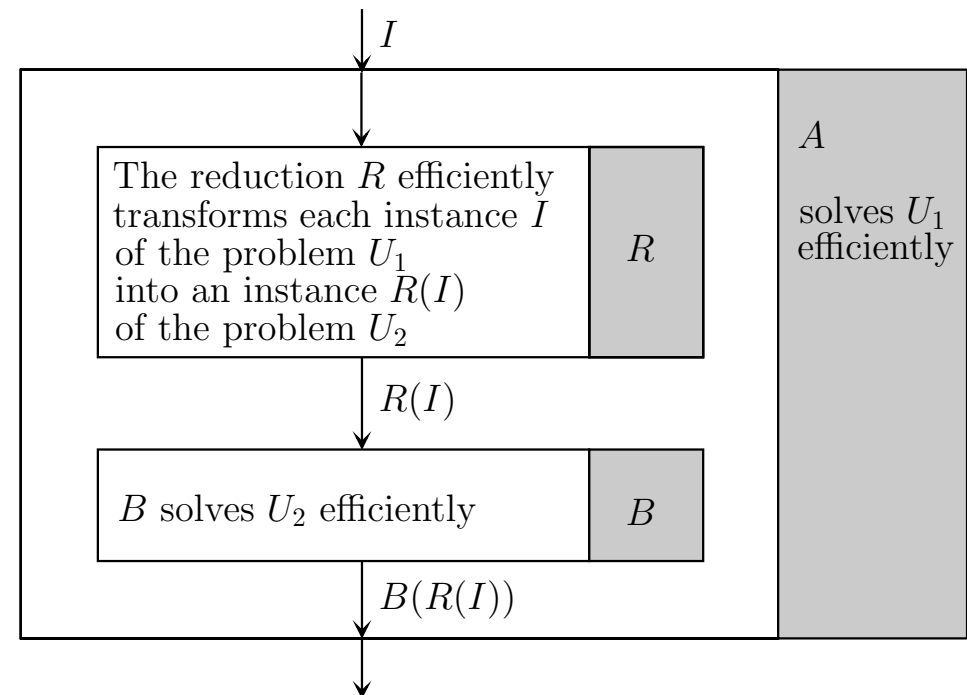 I
The reduction R efficiently
transforms each instance I
of the problem U₁
into an instance R(I)
of the problem U₂
R
A
solves U₁
efficiently
R(I)
B solves U₂ efficiently
B
B(R(I))